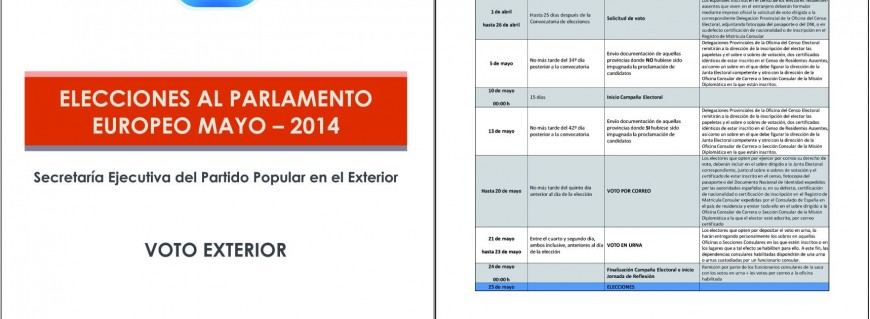 ELECCIONES AL PARLAMENTO
EUROPEO MAYO – 2014
Secretaría Ejecutiva del Partido Popular en el Exterior
VOTO EXTERIOR
ausentes que viven en el extranjero deberán formular
mediante impreso oficial la solicitud de voto dirigida a la
correspondiente Delegación Provincial de la Oficina del Censo
Electoral, adjuntando fotocopia del pasaporte o del DNI, o en
su defecto certificación de nacionalidad o de inscripción en el
Registro de Matrícula Consular.
1 de abril
hasta 26 de abril
Hasta 25 días después de la
Convocatoria de elecciones
Solicitud de voto
5 de mayo
No más tarde del 34º día
posterior a la convocatoria
Envío documentación de aquellas
provincias donde NO hubiese sido
impugnada la proclamación de
candidatos
Delegaciones Provinciales de la Oficina del Censo Electoral
remitirán a la dirección de inscripción del elector las
papeletas y el sobre o sobres de votación, dos certificados
idénticos de estar inscrito en el Censo de Residentes Ausentes,
así como un sobre en el que debe figurar la dirección de la
Junta Electoral competente y otro con la dirección de la
Oficina Consular de Carrera o Sección Consular de la Misión
Diplomática en la que están inscritos.
10 de mayo
00:00 h
15 días
Inicio Campaña Electoral
13 de mayo
No más tarde del 42º día
posterior a la convocatoria
Envío documentación de aquellas
provincias donde SI hubiese sido
impugnada la proclamación de
candidatos
Delegaciones Provinciales de la Oficina del Censo Electoral
remitirán a la dirección de inscripción del elector las
papeletas y el sobre o sobres de votación, dos certificados
idénticos de estar inscrito en el Censo de Residentes Ausentes,
así como un sobre en el que debe figurar la dirección de la
Junta Electoral competente y otro con la dirección de la
Oficina Consular de Carrera o Sección Consular de la Misión
Diplomática en la que están inscritos.
Hasta 20 de mayo
No más tarde del quinto día
anterior al día de la elección
VOTO POR CORREO
Los electores que opten por ejercer por correo su derecho de
voto, deberán incluir en el sobre dirigido a la Junta Electoral
correspondiente, junto al sobre o sobres de votación y el
certificado de estar inscrito en el censo, fotocopia del
pasaporte o del Documento Nacional de Identidad expedidos
por las autoridades españolas o, en su defecto, certificación
de nacionalidad o certificación de inscripción en el Registro
de Matrícula Consular expedidas por el Consulado de España en
el país de residencia y enviar todo ello en el sobre dirigido a la
Oficina Consular de Carrera o Sección Consular de la Misión
Diplomática a la que el elector esté adscrito, por correo
certificado
21 de mayo
hasta 23 de mayo
Entre el cuarto y segundo día,
ambos inclusive, anteriores al día
de la elección
VOTO EN URNA
Los electores que opten por depositar el voto en urna, lo
harán entregando personalmente los sobres en aquellas
Oficinas o Secciones Consulares en las que estén inscritos o en
los lugares que a tal efecto se habiliten para ello. A este fin, las
dependencias consulares habilitadas dispondrán de una urna
o urnas custodiadas por un funcionario consular.
24 de mayo
00:00 h
Finalización Campaña Electoral o inicio
Jornada de Reflexión
Remisión por parte de los funcionarios consulares de la saca
con los votos en urna + los votos por correo a la oficina
habilitada
25 de mayo
ELECCIONES